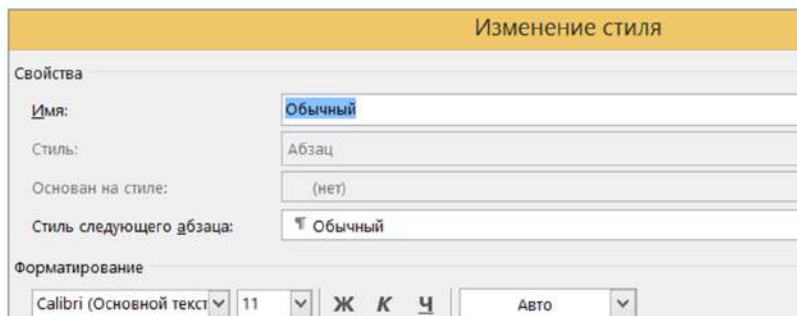 Изменение стиля
Свойства
Имя: Обычный
Стиль: Абзац
Основан на стиле: (нет)
Стиль следующего абзаца: ¶ Обычный
Форматирование
Calibri (Основной текст 11 Ж К Ч Авто